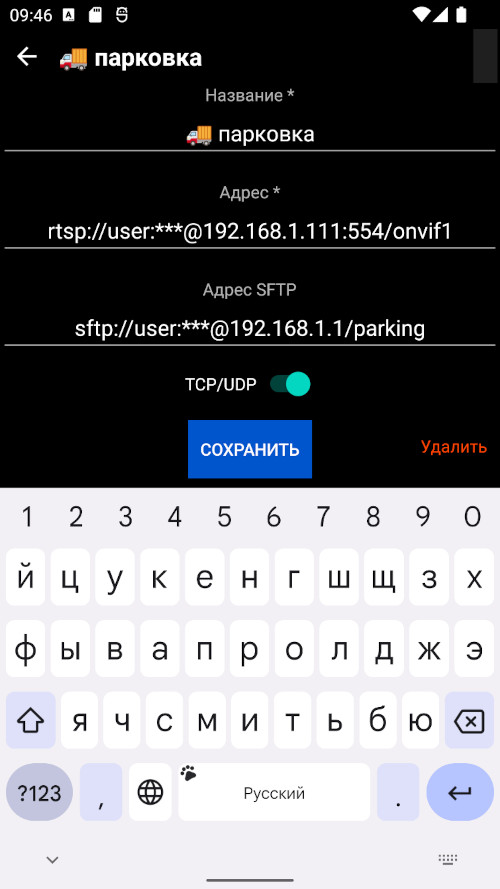 09:46 A
🚚 парковка
Название *
🚚 парковка
Адрес *
rtsp://user:***@192.168.1.111:554/onvif1
Адрес SFTP
sftp://user:***@192.168.1.1/parking
TCP/UDP
СОХРАНИТЬ
Удалить
1 2 3 4 5 6 7 8 9 0
й ц у к е н г ш щ з х
ф ы в а п р о л д ж э
я ч с м и т ь б ю
?123 , Русский .